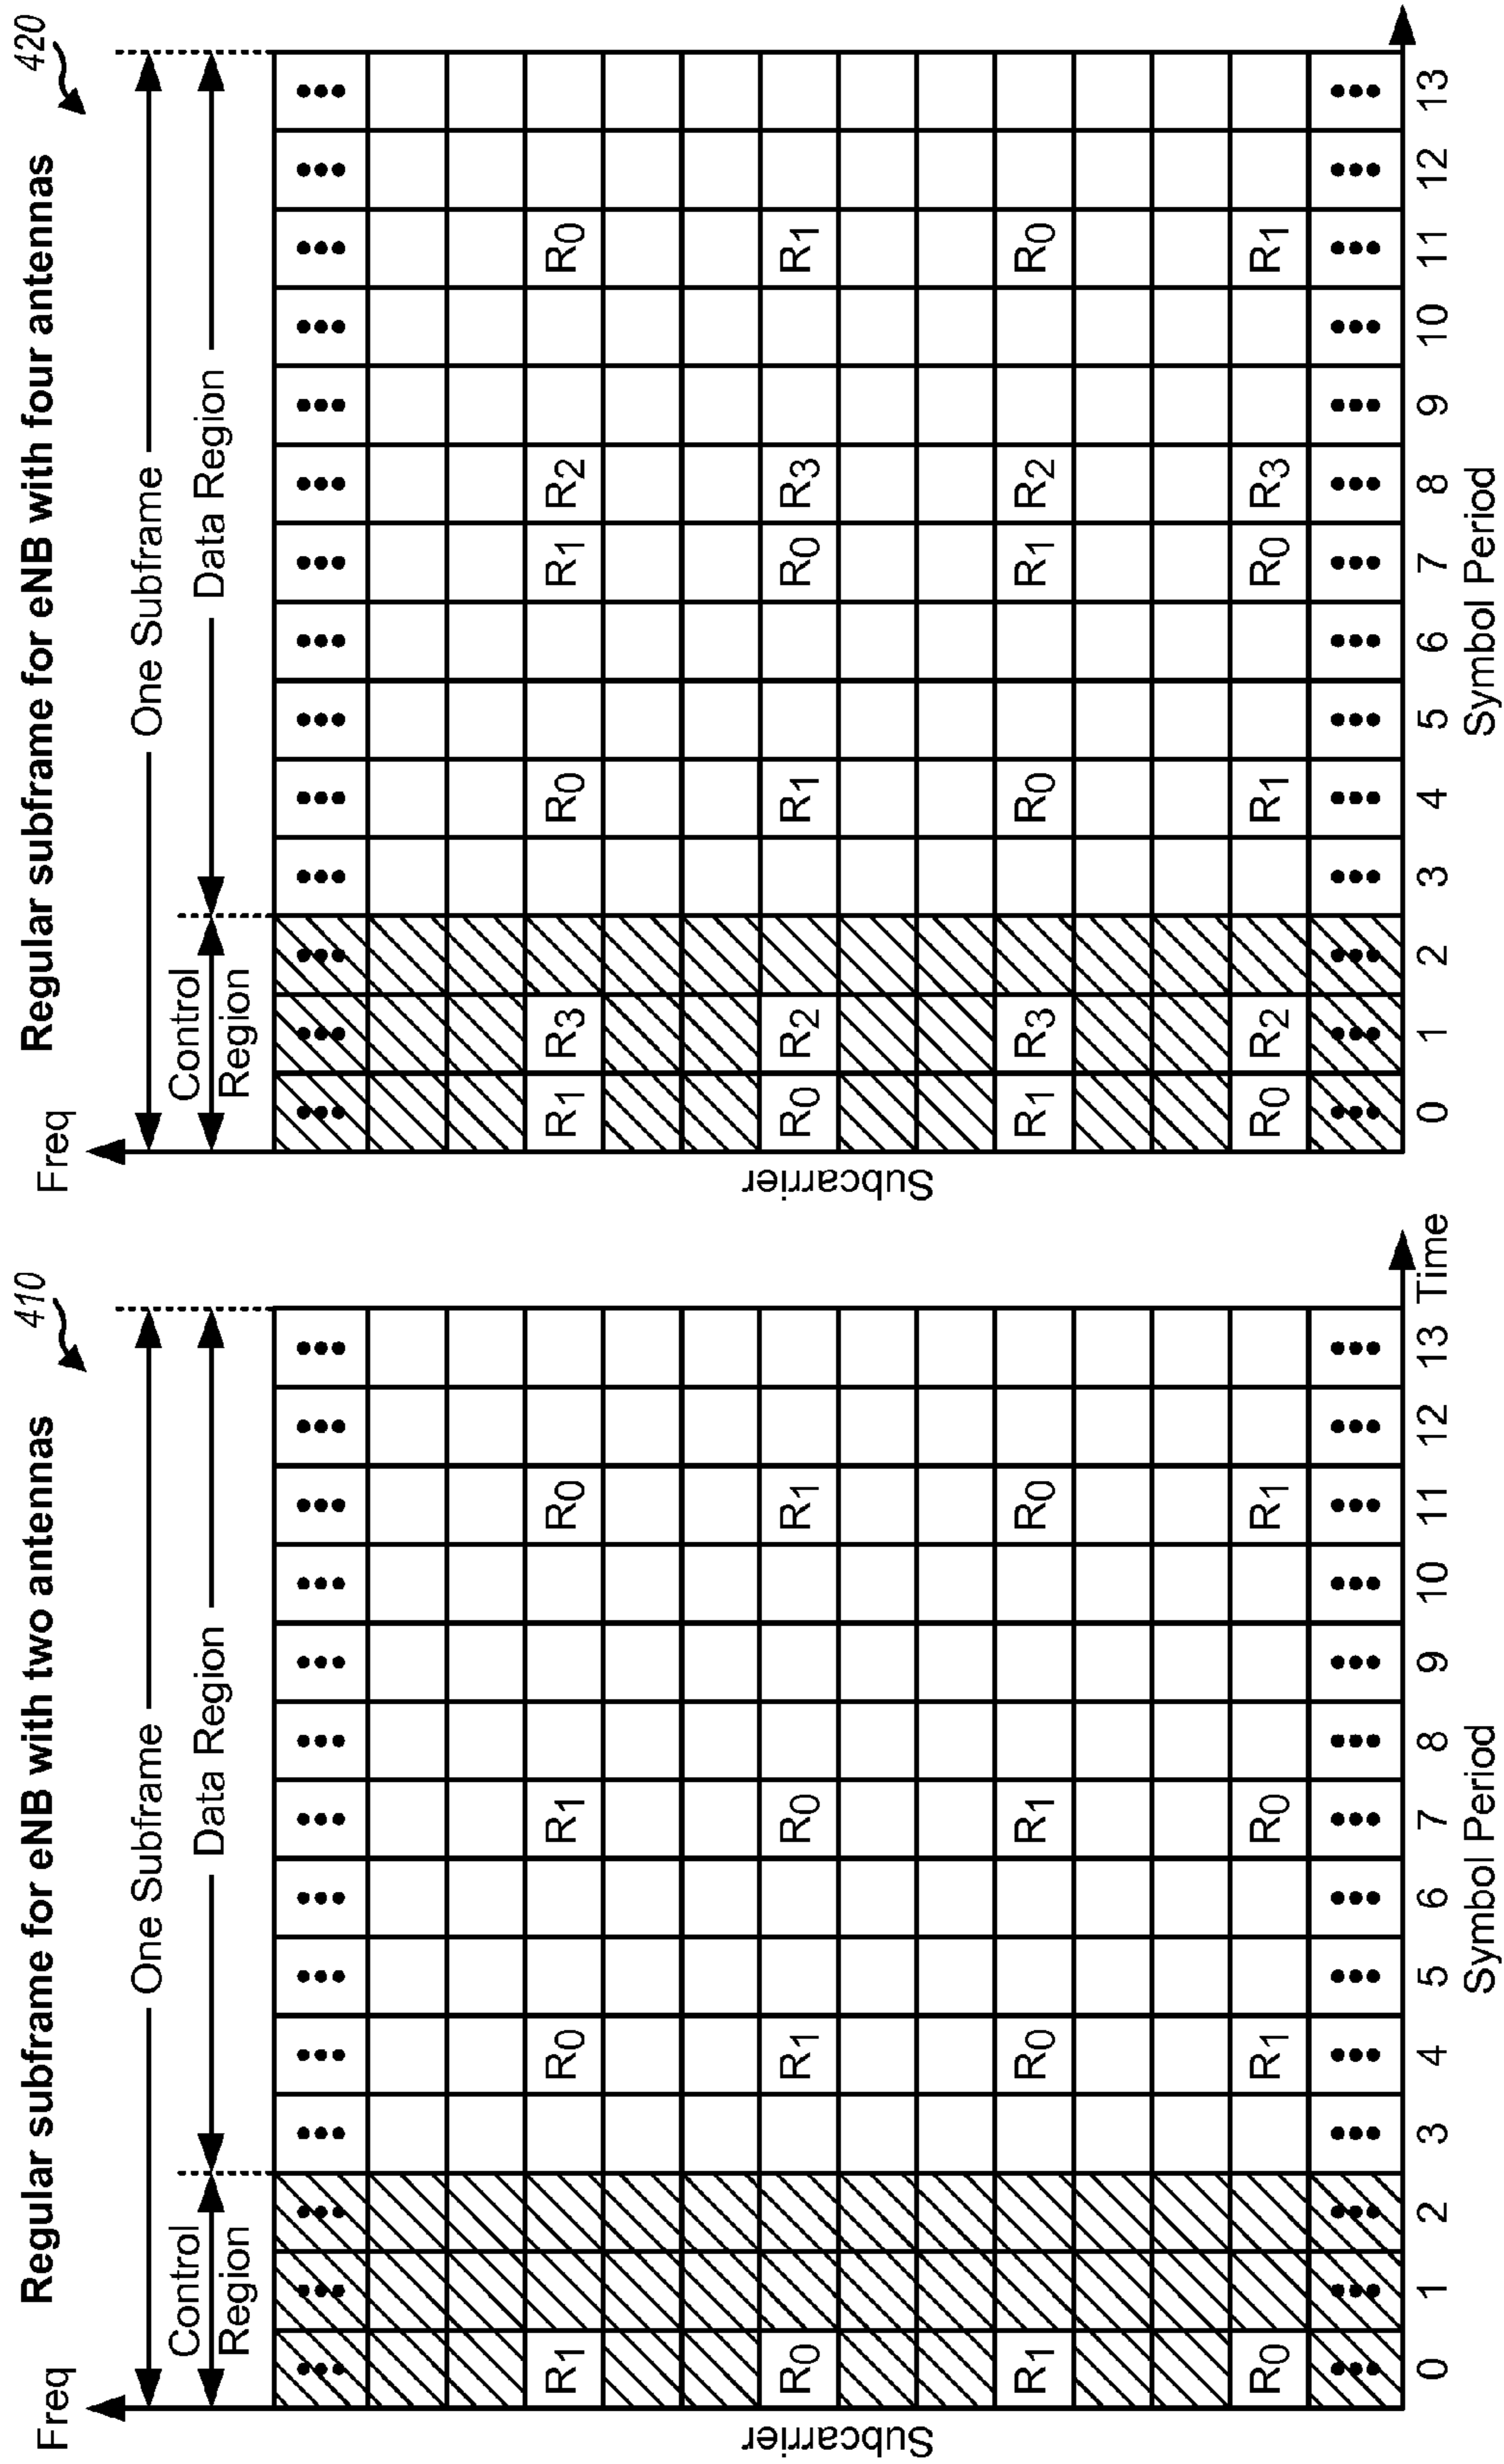 Regular subframe for eNB with two antennas
410
Freq
One Subframe
Control
Region
Data Region
Subcarrier
R1 R0 R1 R0
R0 R1 R0 R1
R1 R0 R1 R0
R0 R1 R0 R1
0 1 2 3 4 5 6 7 8 9 10 11 12 13 Time
Symbol Period
Regular subframe for eNB with four antennas
420
Freq
One Subframe
Control
Region
Data Region
Subcarrier
R1 R3 R0 R1 R2 R0
R0 R2 R1 R0 R3 R1
R1 R3 R0 R1 R2 R0
R0 R2 R1 R0 R3 R1
0 1 2 3 4 5 6 7 8 9 10 11 12 13
Symbol Period